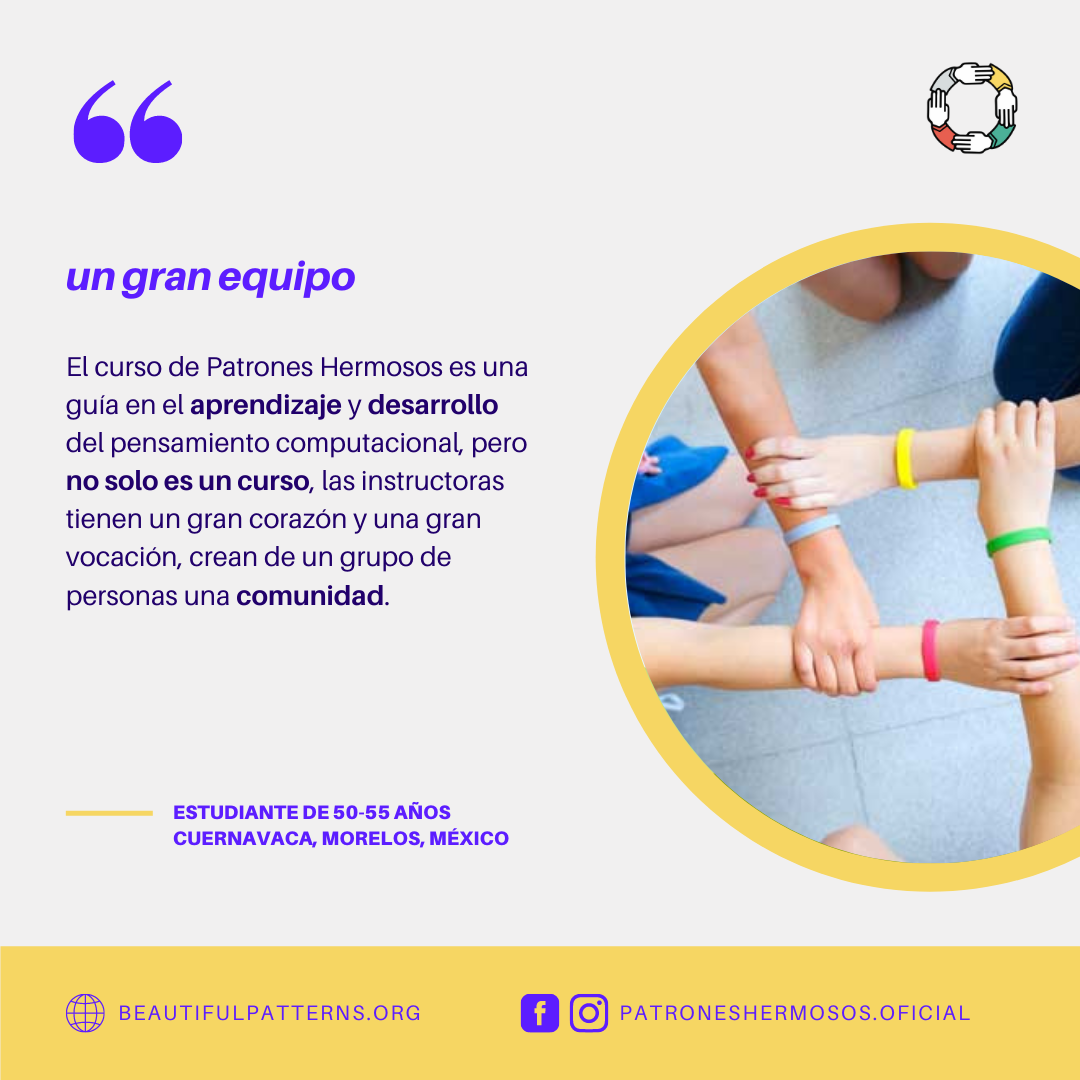 un gran equipo
El curso de Patrones Hermosos es una
guía en el aprendizaje y desarrollo
del pensamiento computacional, pero
no solo es un curso, las instructoras
tienen un gran corazón y una gran
vocación, crean de un grupo de
personas una comunidad.
ESTUDIANTE DE 50-55 AÑOS
CUERNAVACA, MORELOS, MÉXICO
BEAUTIFULPATTERNS.ORG
PATRONESHERMOSOS.OFICIAL